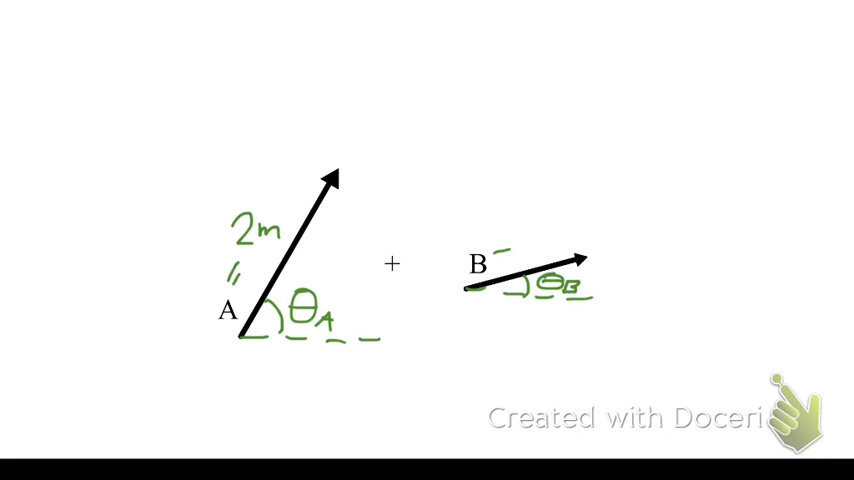 2m
=
A
θA
+
B -
θB
Created with Doceri